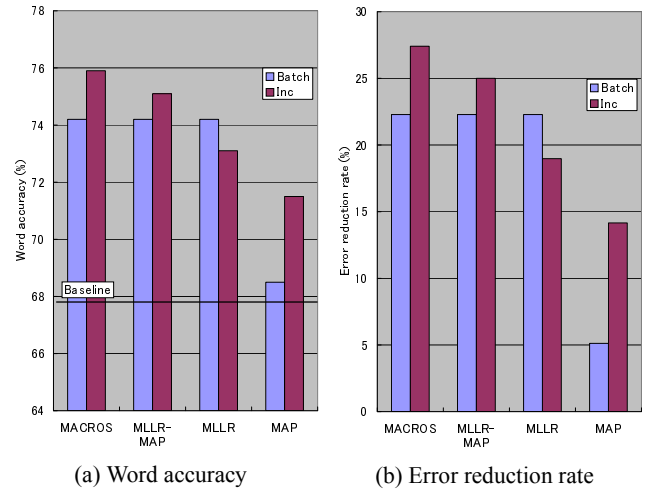 78
76
74
72
70
68
66
64
Word accuracy (%)
Batch
Inc
Baseline
MACROS
MLLR-
MAP
MLLR
MAP
(a) Word accuracy
30
25
20
15
10
5
0
Error reduction rate (%)
Batch
Inc
MACROS
MLLR-
MAP
MLLR
MAP
(b) Error reduction rate